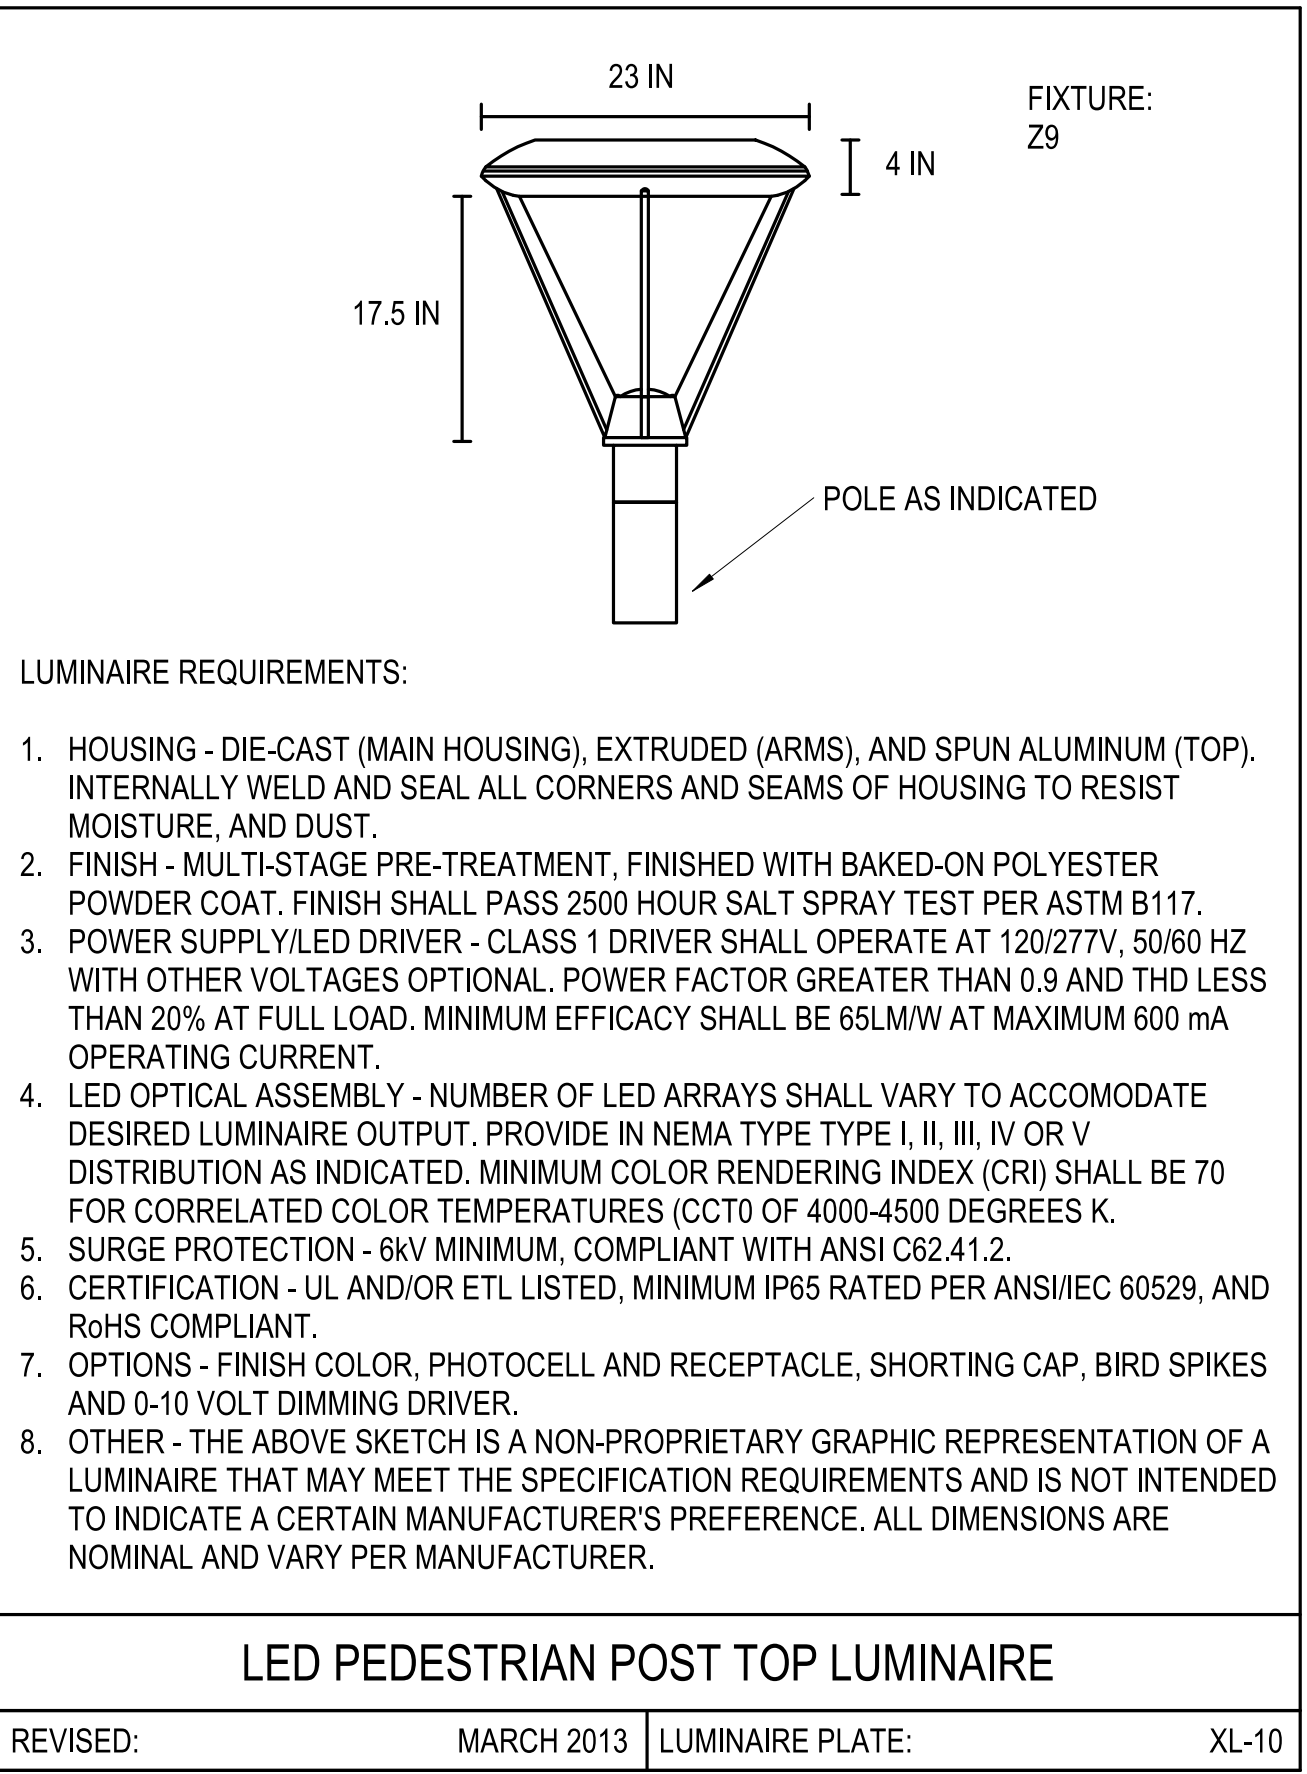 23 IN
FIXTURE:
Z9
4 IN
17.5 IN
POLE AS INDICATED
LUMINAIRE REQUIREMENTS:
1. HOUSING - DIE-CAST (MAIN HOUSING), EXTRUDED (ARMS), AND SPUN ALUMINUM (TOP).
INTERNALLY WELD AND SEAL ALL CORNERS AND SEAMS OF HOUSING TO RESIST
MOISTURE, AND DUST.
2. FINISH - MULTI-STAGE PRE-TREATMENT, FINISHED WITH BAKED-ON POLYESTER
POWDER COAT. FINISH SHALL PASS 2500 HOUR SALT SPRAY TEST PER ASTM B117.
3. POWER SUPPLY/LED DRIVER - CLASS 1 DRIVER SHALL OPERATE AT 120/277V, 50/60 HZ
WITH OTHER VOLTAGES OPTIONAL. POWER FACTOR GREATER THAN 0.9 AND THD LESS
THAN 20% AT FULL LOAD. MINIMUM EFFICACY SHALL BE 65LM/W AT MAXIMUM 600 mA
OPERATING CURRENT.
4. LED OPTICAL ASSEMBLY - NUMBER OF LED ARRAYS SHALL VARY TO ACCOMODATE
DESIRED LUMINAIRE OUTPUT. PROVIDE IN NEMA TYPE TYPE I, II, III, IV OR V
DISTRIBUTION AS INDICATED. MINIMUM COLOR RENDERING INDEX (CRI) SHALL BE 70
FOR CORRELATED COLOR TEMPERATURES (CCT0 OF 4000-4500 DEGREES K.
5. SURGE PROTECTION - 6kV MINIMUM, COMPLIANT WITH ANSI C62.41.2.
6. CERTIFICATION - UL AND/OR ETL LISTED, MINIMUM IP65 RATED PER ANSI/IEC 60529, AND
RoHS COMPLIANT.
7. OPTIONS - FINISH COLOR, PHOTOCELL AND RECEPTACLE, SHORTING CAP, BIRD SPIKES
AND 0-10 VOLT DIMMING DRIVER.
8. OTHER - THE ABOVE SKETCH IS A NON-PROPRIETARY GRAPHIC REPRESENTATION OF A
LUMINAIRE THAT MAY MEET THE SPECIFICATION REQUIREMENTS AND IS NOT INTENDED
TO INDICATE A CERTAIN MANUFACTURER'S PREFERENCE. ALL DIMENSIONS ARE
NOMINAL AND VARY PER MANUFACTURER.
LED PEDESTRIAN POST TOP LUMINAIRE
REVISED: MARCH 2013
LUMINAIRE PLATE: XL-10